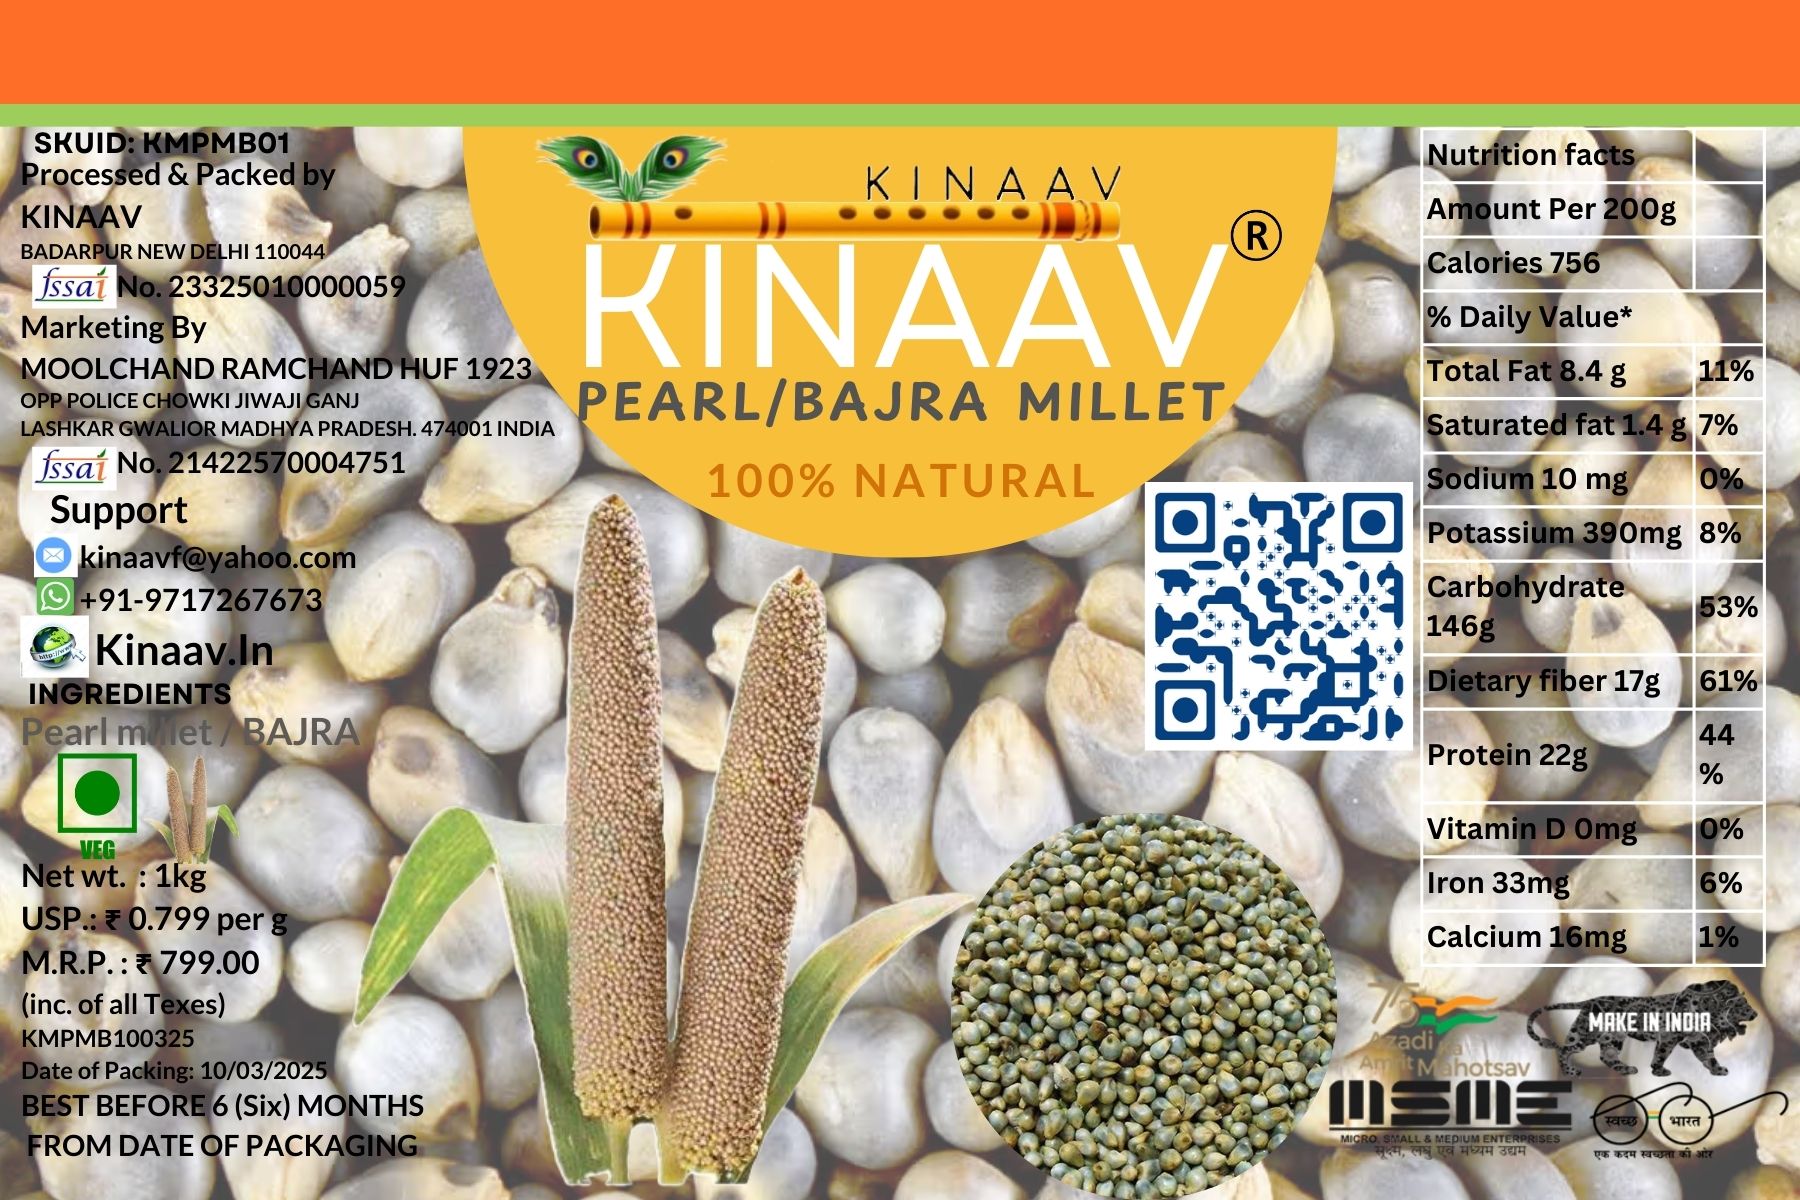 SKUID: KMPMB01
Processed & Packed by
KINAAV
BADARPUR NEW DELHI 110044
fssai No. 23325010000059
Marketing By
MOOLCHAND RAMCHAND HUF 1923
OPP POLICE CHOWKI JIWAJI GANJ
LASHKAR GWALIOR MADHYA PRADESH. 474001 INDIA
fssai No. 21422570004751
Support
kinaavf@yahoo.com
+91-9717267673
http://www
Kinaav.In
INGREDIENTS
Pearl millet / BAJRA
VEG
Net wt. : 1kg
USP.: ₹ 0.799 per g
M.R.P. : ₹ 799.00
(inc. of all Texes)
KMPMB100325
Date of Packing: 10/03/2025
BEST BEFORE 6 (Six) MONTHS
FROM DATE OF PACKAGING
KINAAV
KINAAV®
PEARL/BAJRA MILLET
100% NATURAL
Nutrition facts
Amount Per 200g
Calories 756
% Daily Value*
Total Fat 8.4 g 11%
Saturated fat 1.4 g 7%
Sodium 10 mg 0%
Potassium 390mg 8%
Carbohydrate
146g 53%
Dietary fiber 17g 61%
Protein 22g 44
%
Vitamin D 0mg 0%
Iron 33mg 6%
Calcium 16mg 1%
75
Azadi Ka
Amrit Mahotsav
MAKE IN INDIA
MSME
MICRO, SMALL & MEDIUM ENTERPRISES
सूक्ष्म, लघु एवं मध्यम उद्यम
स्वच्छ भारत
एक कदम स्वच्छता की ओर